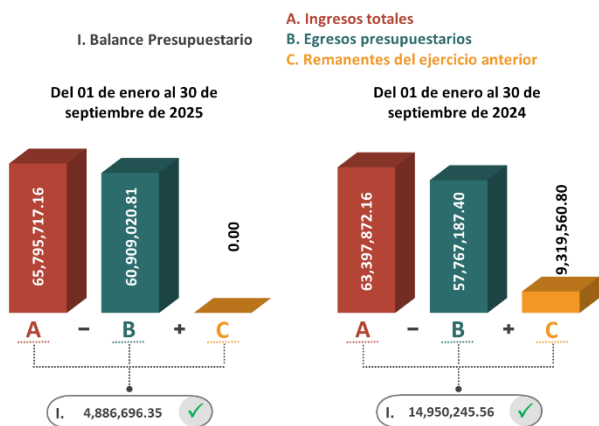 I. Balance Presupuestario
A. Ingresos totales
B. Egresos presupuestarios
C. Remanentes del ejercicio anterior
Del 01 de enero al 30 de
septiembre de 2025
65,795,717.16
60,909,020.81
0.00
A – B + C
I. 4,886,696.35
Del 01 de enero al 30 de
septiembre de 2024
63,397,872.16
57,767,187.40
9,319,560.80
A – B + C
I. 14,950,245.56